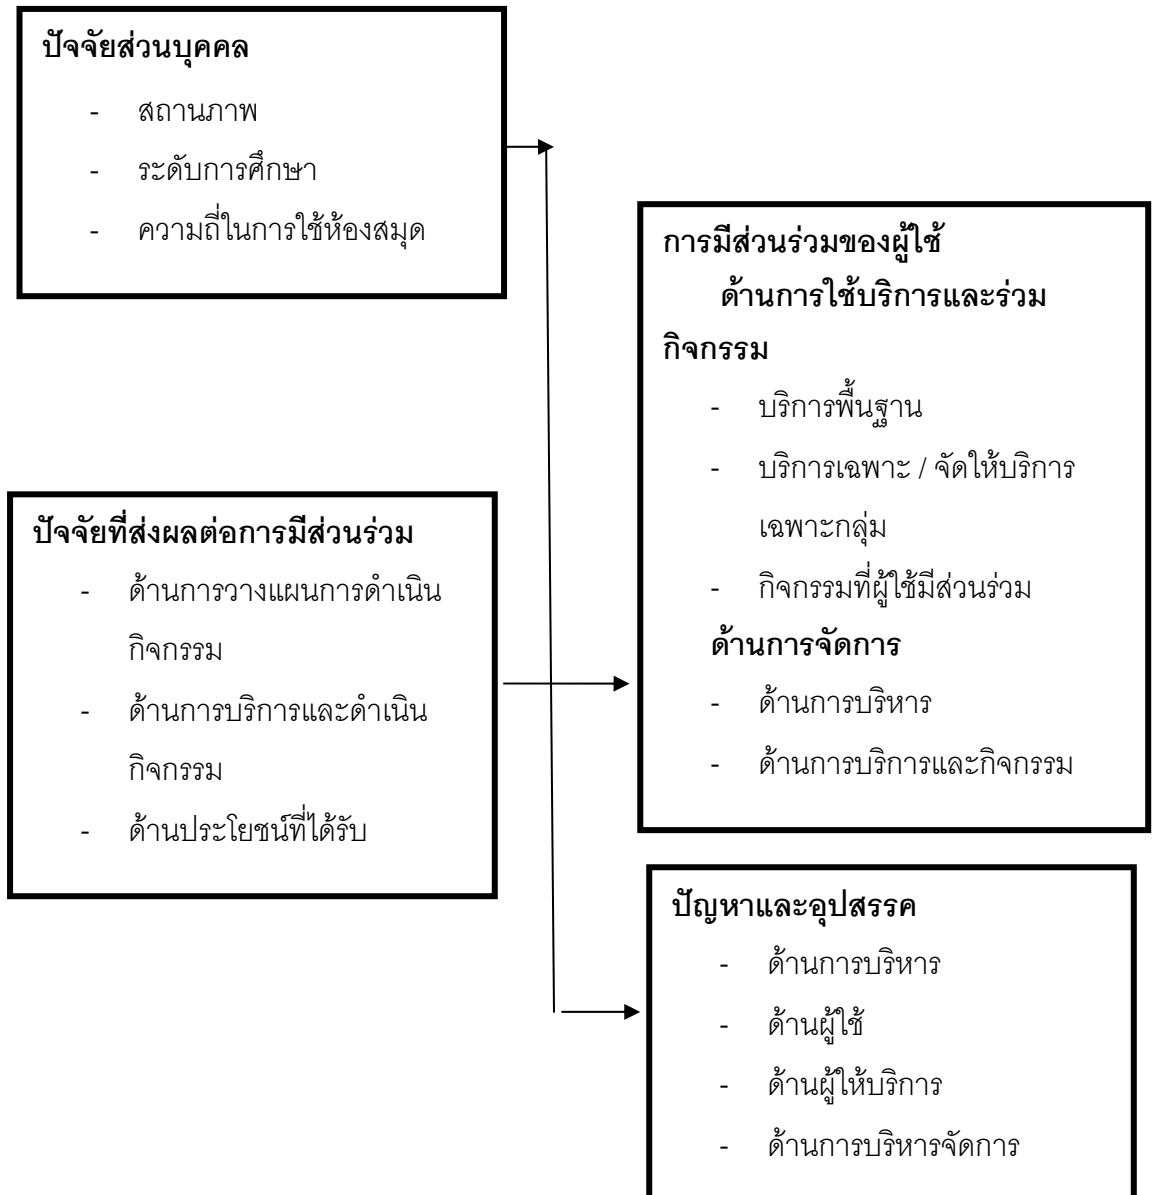 ปัจจัยส่วนบุคคล
- สถานภาพ
- ระดับการศึกษา
- ความถี่ในการใช้ห้องสมุด
ปัจจัยที่ส่งผลต่อการมีส่วนร่วม
- ด้านการวางแผนการดำเนิน
กิจกรรม
- ด้านการบริการและดำเนิน
กิจกรรม
- ด้านประโยชน์ที่ได้รับ
การมีส่วนร่วมของผู้ใช้
ด้านการใช้บริการและร่วม
กิจกรรม
- บริการพื้นฐาน
- บริการเฉพาะ / จัดให้บริการ
เฉพาะกลุ่ม
- กิจกรรมที่ผู้ใช้มีส่วนร่วม
ด้านการจัดการ
- ด้านการบริหาร
- ด้านการบริการและกิจกรรม
ปัญหาและอุปสรรค
- ด้านการบริหาร
- ด้านผู้ใช้
- ด้านผู้ให้บริการ
- ด้านการบริหารจัดการ